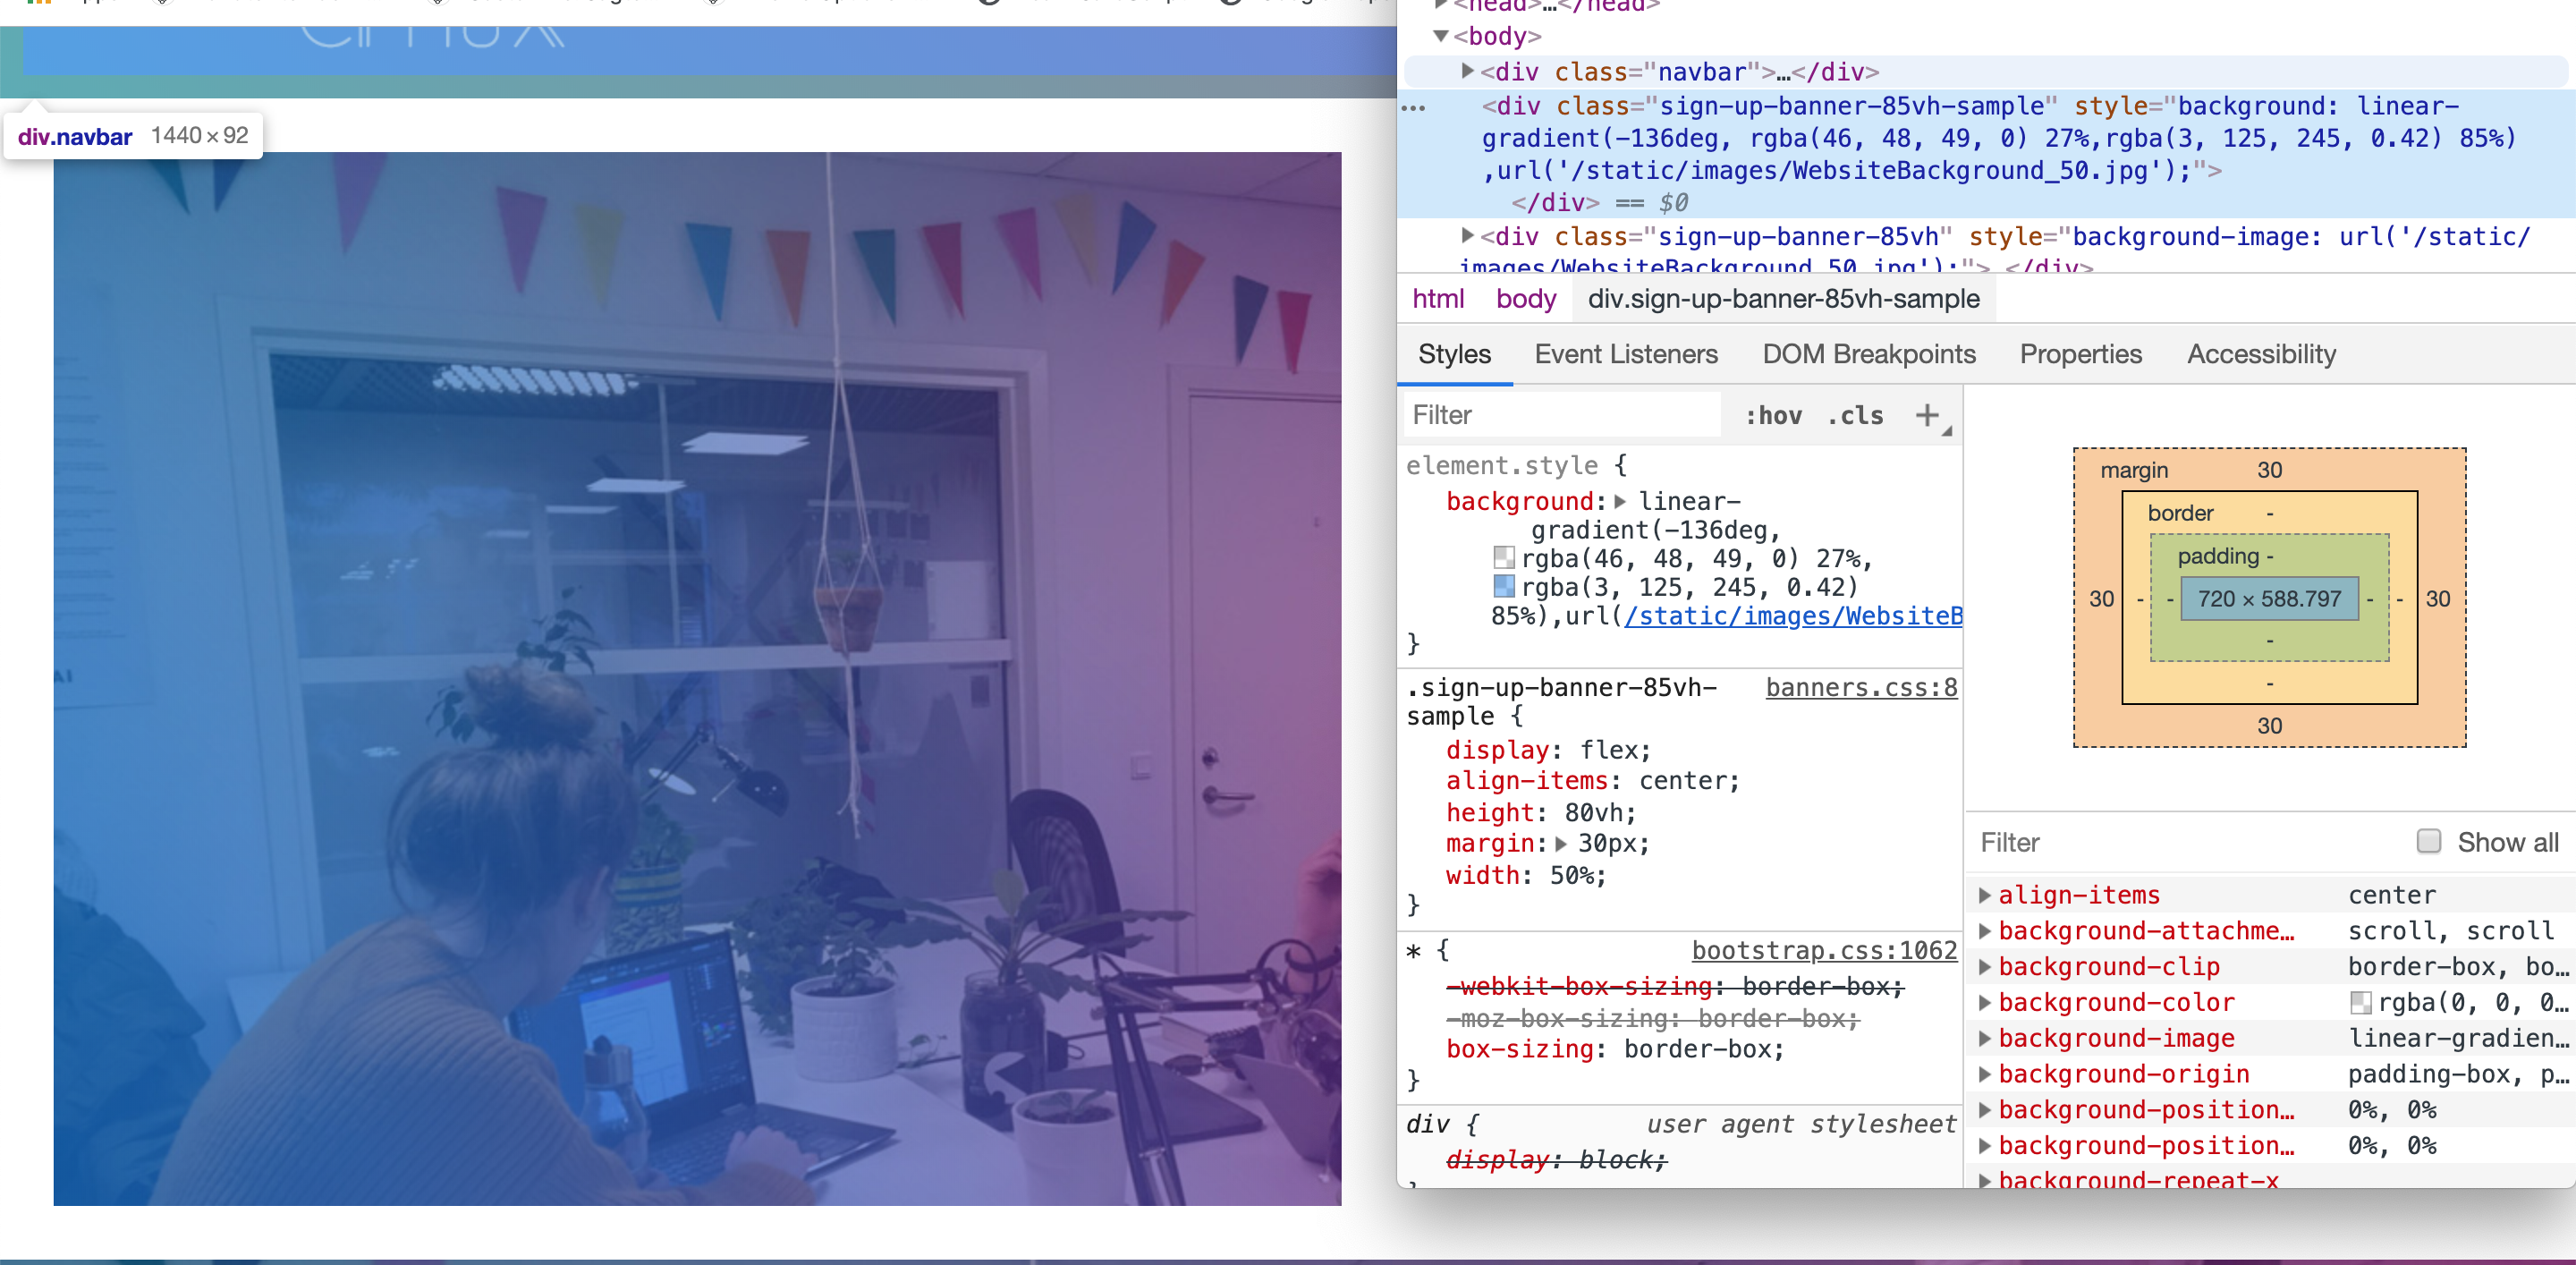 <head>…</head>
<body>
<div class="navbar">…</div>
<div class="sign-up-banner-85vh-sample" style="background: linear-
gradient(-136deg, rgba(46, 48, 49, 0) 27%,rgba(3, 125, 245, 0.42) 85%)
,url('/static/images/WebsiteBackground_50.jpg');">
</div> == $0
<div class="sign-up-banner-85vh" style="background-image: url('/static/
images/WebsiteBackground_50.jpg');"> </div>
html body div.sign-up-banner-85vh-sample
div.navbar 1440 × 92
Styles Event Listeners DOM Breakpoints Properties Accessibility
Filter :hov .cls +
element.style {
background: linear-
gradient(-136deg,
rgba(46, 48, 49, 0) 27%,
rgba(3, 125, 245, 0.42)
85%),url(/static/images/WebsiteB
}
.sign-up-banner-85vh- banners.css:8
sample {
display: flex;
align-items: center;
height: 80vh;
margin: 30px;
width: 50%;
}
* { bootstrap.css:1062
-webkit-box-sizing: border-box;
-moz-box-sizing: border-box;
box-sizing: border-box;
}
div { user agent stylesheet
display: block;
margin 30
border -
padding -
30 - - 720 × 588.797 - - 30
-
-
30
Filter Show all
align-items center
background-attachme… scroll, scroll
background-clip border-box, bo…
background-color rgba(0, 0, 0…
background-image linear-gradien…
background-origin padding-box, p…
background-position… 0%, 0%
background-position… 0%, 0%
background-repeat-x